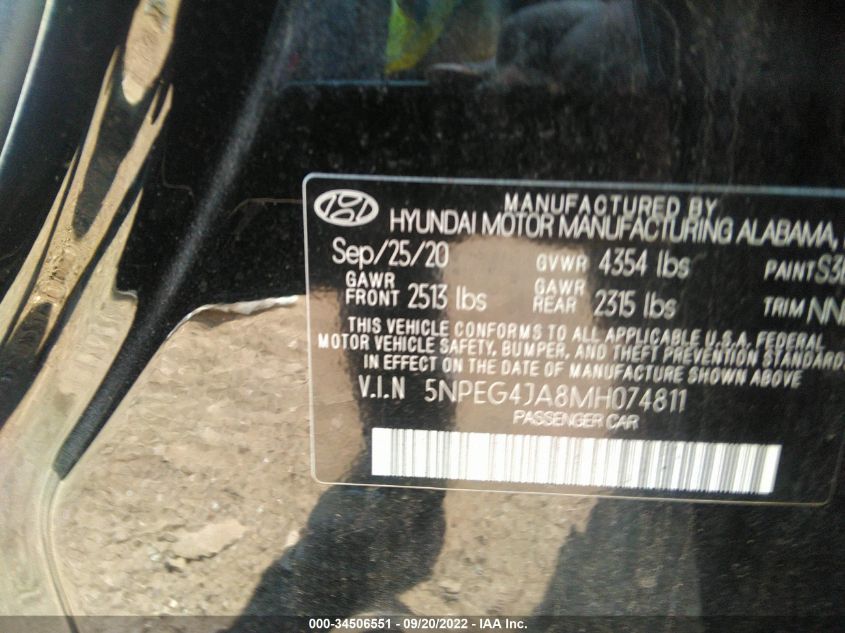 MANUFACTURED BY
HYUNDAI MOTOR MANUFACTURING ALABAMA,
Sep/25/20 GVWR 4354 lbs PAINT S3
GAWR FRONT 2513 lbs GAWR REAR 2315 lbs TRIM NN
THIS VEHICLE CONFORMS TO ALL APPLICABLE U.S.A. FEDERAL
MOTOR VEHICLE SAFETY, BUMPER, AND THEFT PREVENTION STANDARDS
IN EFFECT ON THE DATE OF MANUFACTURE SHOWN ABOVE
V.I.N 5NPEG4JA8MH074811
PASSENGER CAR
000-34506551 - 09/20/2022 - IAA Inc.